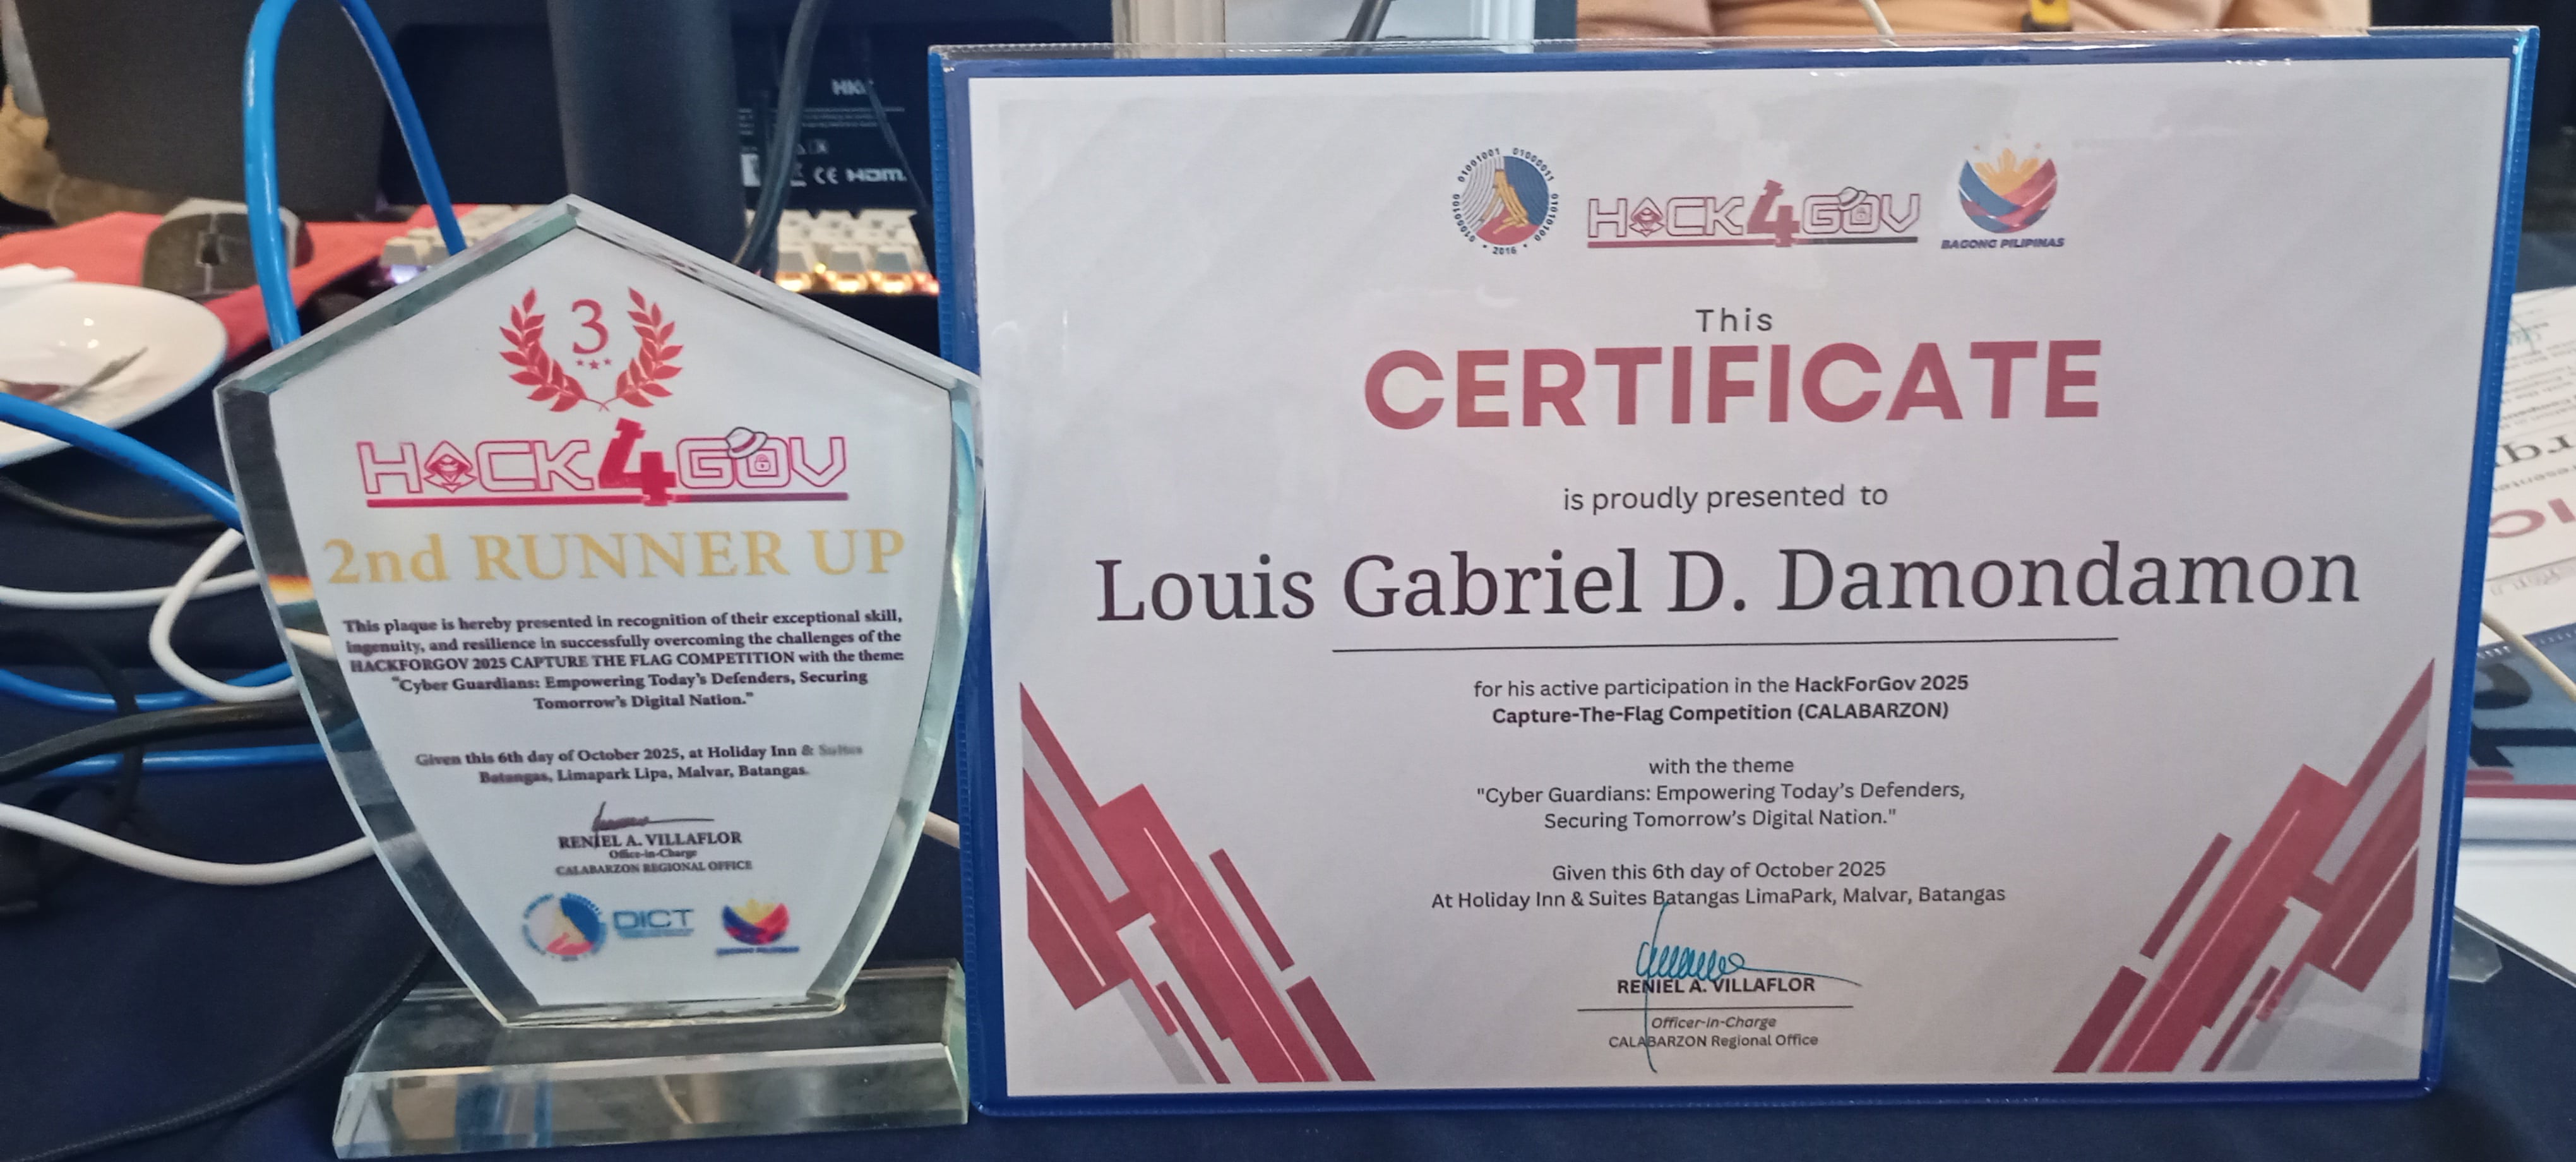 3
HACK4GOV
2nd RUNNER UP
This plaque is hereby presented in recognition of their exceptional skill,
ingenuity, and resilience in successfully overcoming the challenges of the
HACKFORGOV 2025 CAPTURE THE FLAG COMPETITION with the theme:
"Cyber Guardians: Empowering Today's Defenders, Securing
Tomorrow's Digital Nation."
Given this 6th day of October 2025, at Holiday Inn & Suites
Batangas, Limapark Lipa, Malvar, Batangas.
RENIEL A. VILLAFLOR
Office-in-Charge
CALABARZON REGIONAL OFFICE
DICT
01001001 01000011 01010100 2016
HACK4GOV
BAGONG PILIPINAS
This
CERTIFICATE
is proudly presented to
Louis Gabriel D. Damondamon
for his active participation in the HackForGov 2025
Capture-The-Flag Competition (CALABARZON)
with the theme
"Cyber Guardians: Empowering Today's Defenders,
Securing Tomorrow's Digital Nation."
Given this 6th day of October 2025
At Holiday Inn & Suites Batangas LimaPark, Malvar, Batangas
RENIEL A. VILLAFLOR
Officer-In-Charge
CALABARZON Regional Office
CE HDMI